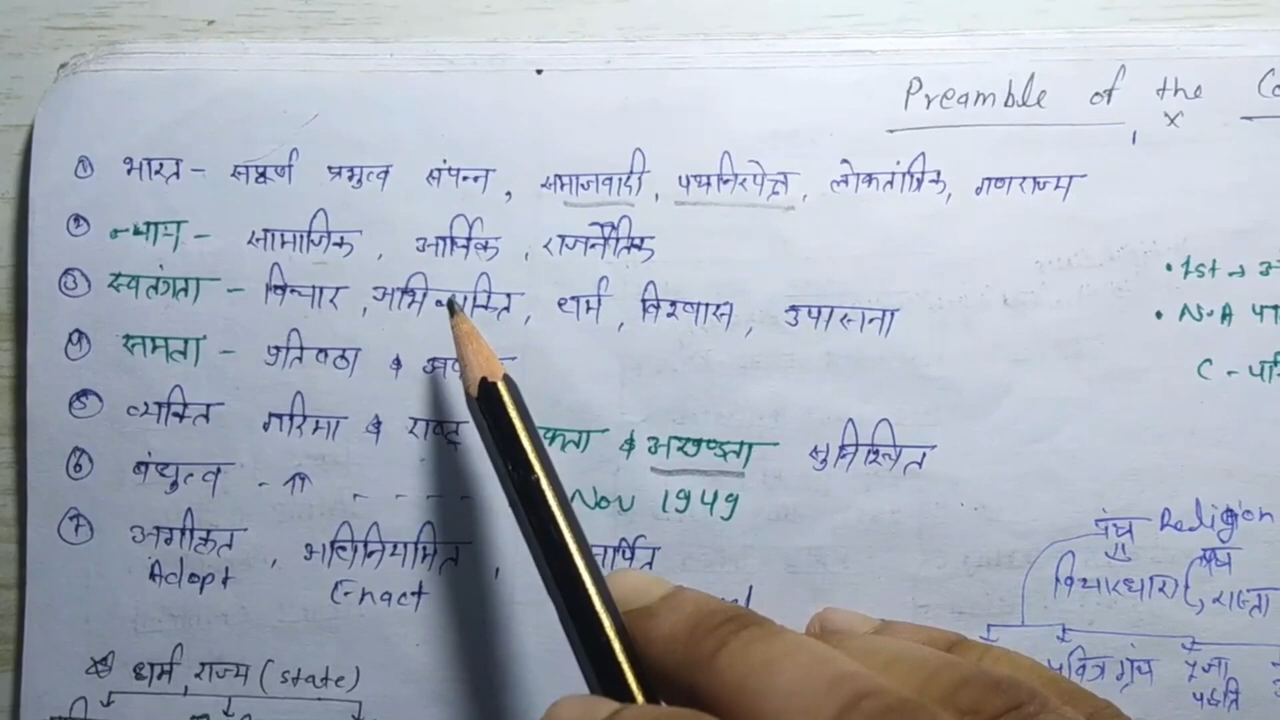 Preamble of the
① भारत - सम्पूर्ण प्रभुत्व संपन्न, समाजवादी, पंथनिरपेक्ष, लोकतांत्रिक, गणराज्य
② न्याय - सामाजिक, आर्थिक, राजनैतिक
③ स्वतंत्रता - विचार, अभिव्यक्ति, धर्म, विश्वास, उपासना
④ समता - प्रतिष्ठा &
⑤ व्यक्ति गरिमा & राष्ट्र कता & अखण्डता सुनिश्चित
⑥ बंधुत्व - Nov 1949
⑦ अंगीकृत, अधिनियमित, र्पित
Adopt Enact
धर्म, राज्य (state)
• 1st →
• N.A
C -
पंथ Religion
विचारधारा (पंथ, रास्ता
पवित्र ग्रंथ पूजा
पद्धति